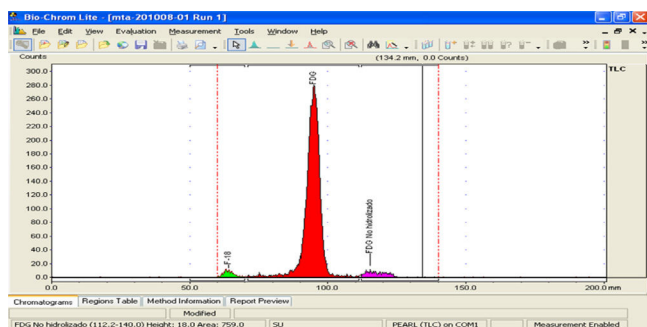 Bio-Chrom Lite - [mta-201008-01 Run 1]
File Edit View Evaluation Measurement Tools Window Help
Counts
(134.2 mm, 0.0 Counts)
TLC
300.0
280.0
260.0
240.0
220.0
200.0
180.0
160.0
140.0
120.0
100.0
80.0
60.0
40.0
20.0
0.0
F-18
FDG
FDG No hidrolizado
0.0 50.0 100.0 150.0 200.0 mm
Chromatograms Regions Table Method Information Report Preview
Modified
FDG No hidrolizado (112.2-140.0) Height: 18.0 Area: 759.0 SU PEARL (TLC) on COM1 Measurement Enabled